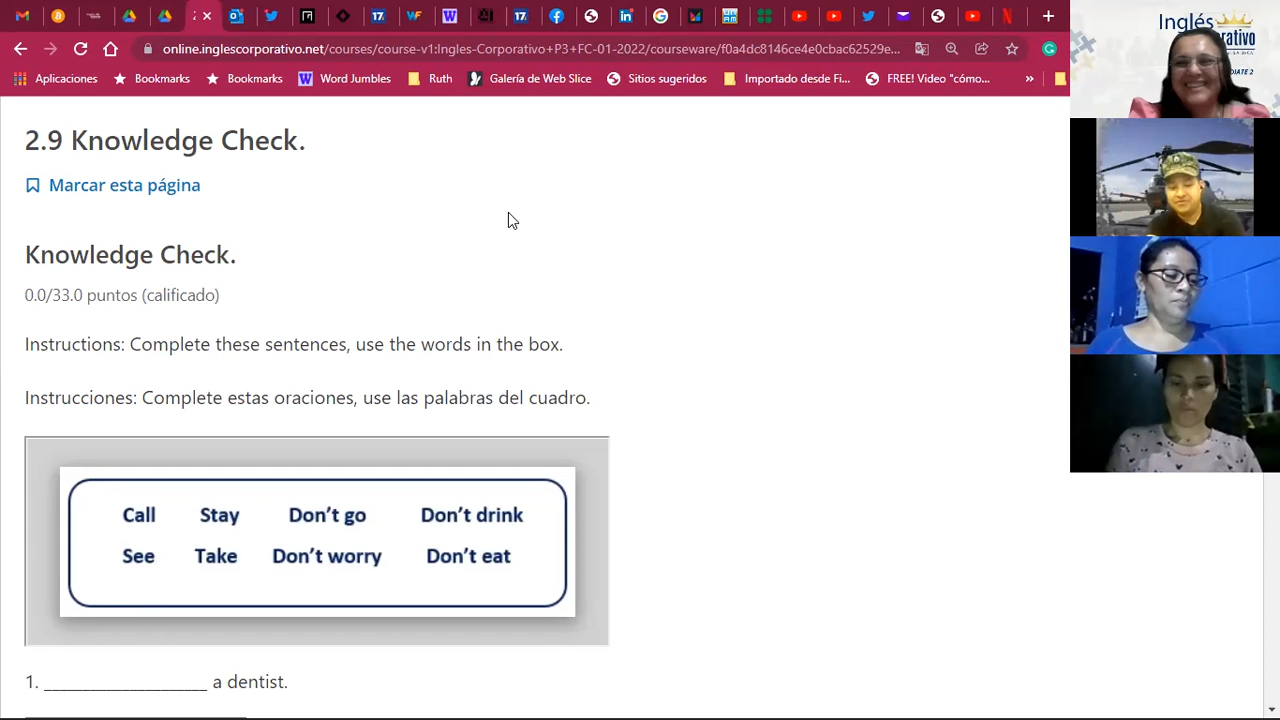 Inglés
online.inglescorporativo.net/courses/course-v1:Ingles-Corporativo+P3+FC-01-2022/courseware/f0a4dc8146ce4e0cbac62529e...
Aplicaciones Bookmarks Bookmarks Word Jumbles Ruth Galería de Web Slice Sitios sugeridos Importado desde Fi... FREE! Video "cómo... »
2.9 Knowledge Check.
Marcar esta página
Knowledge Check.
0.0/33.0 puntos (calificado)
Instructions: Complete these sentences, use the words in the box.
Instrucciones: Complete estas oraciones, use las palabras del cuadro.
Call Stay Don't go Don't drink
See Take Don't worry Don't eat
1. ____________________ a dentist.